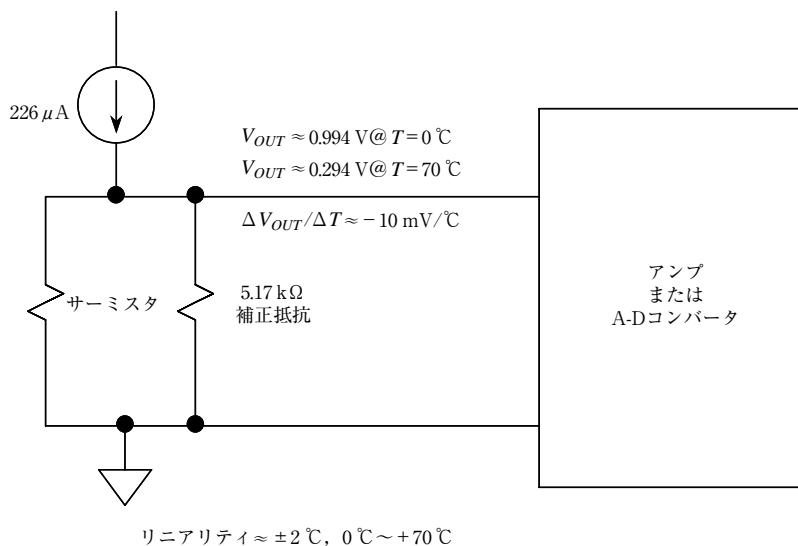 226 μA
V_OUT ≈ 0.994 V@ T = 0 ℃
V_OUT ≈ 0.294 V@ T = 70 ℃
ΔV_OUT/ΔT ≈ − 10 mV/℃
サーミスタ
5.17 kΩ
補正抵抗
アンプ
または
A-Dコンバータ
リニアリティ ≈ ± 2 ℃, 0 ℃〜+70 ℃